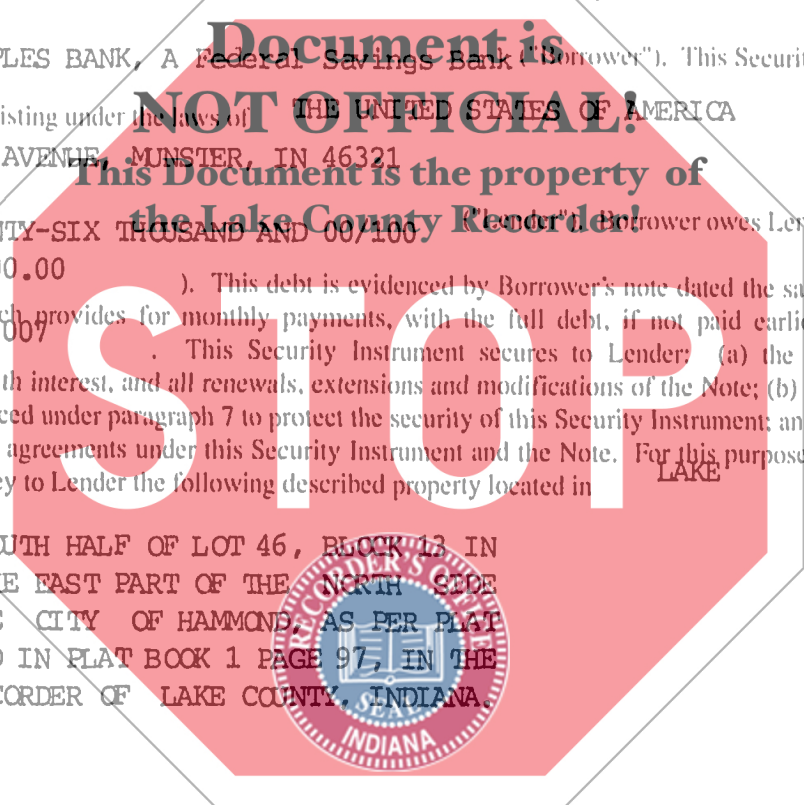 Document is
PLES BANK, A Federal Savings Bank ("Borrower"). This Securit
NOT OFFICIAL!
isting under the laws of THE UNITED STATES OF AMERICA
AVENUE, MUNSTER, IN 46321
This Document is the property of
the Lake County Recorder!
NTY-SIX THOUSAND AND 00/100 ("Lender"). Borrower owes Len
0.00
). This debt is evidenced by Borrower's note dated the sa
ch provides for monthly payments, with the full debt, if not paid earlie
007
. This Security Instrument secures to Lender: (a) the
th interest, and all renewals, extensions and modifications of the Note; (b)
ced under paragraph 7 to protect the security of this Security Instrument; an
agreements under this Security Instrument and the Note. For this purpose
ey to Lender the following described property located in LAKE
STOP
UTH HALF OF LOT 46, BLOCK 13 IN
E EAST PART OF THE NORTH SIDE
CITY OF HAMMOND, AS PER PLAT
D IN PLAT BOOK 1 PAGE 97, IN THE
CORDER OF LAKE COUNTY, INDIANA.
RECORDER'S OFFICE
SEAL
INDIANA